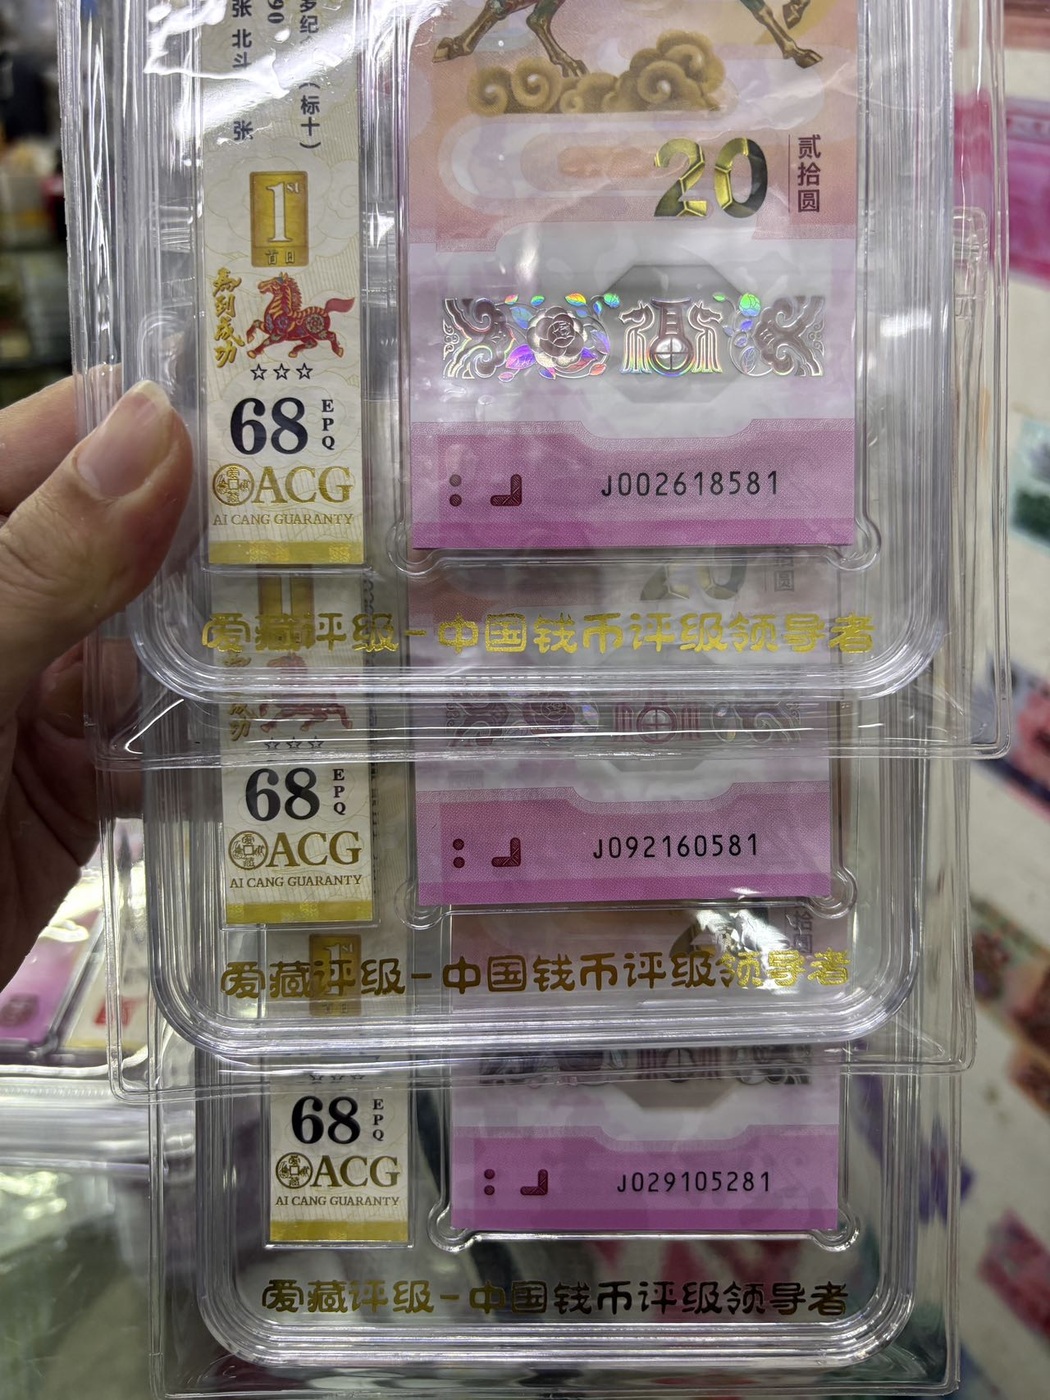 张北斗 张
纪（标十）
20
贰拾圆
1ST
首日
马到成功
☆☆☆
68
EPQ
ACG
AI CANG GUARANTY
J002618581
爱藏评级-中国钱币评级领导者
68
EPQ
ACG
AI CANG GUARANTY
J092160581
爱藏评级-中国钱币评级领导者
68
EPQ
ACG
AI CANG GUARANTY
J029105281
爱藏评级-中国钱币评级领导者